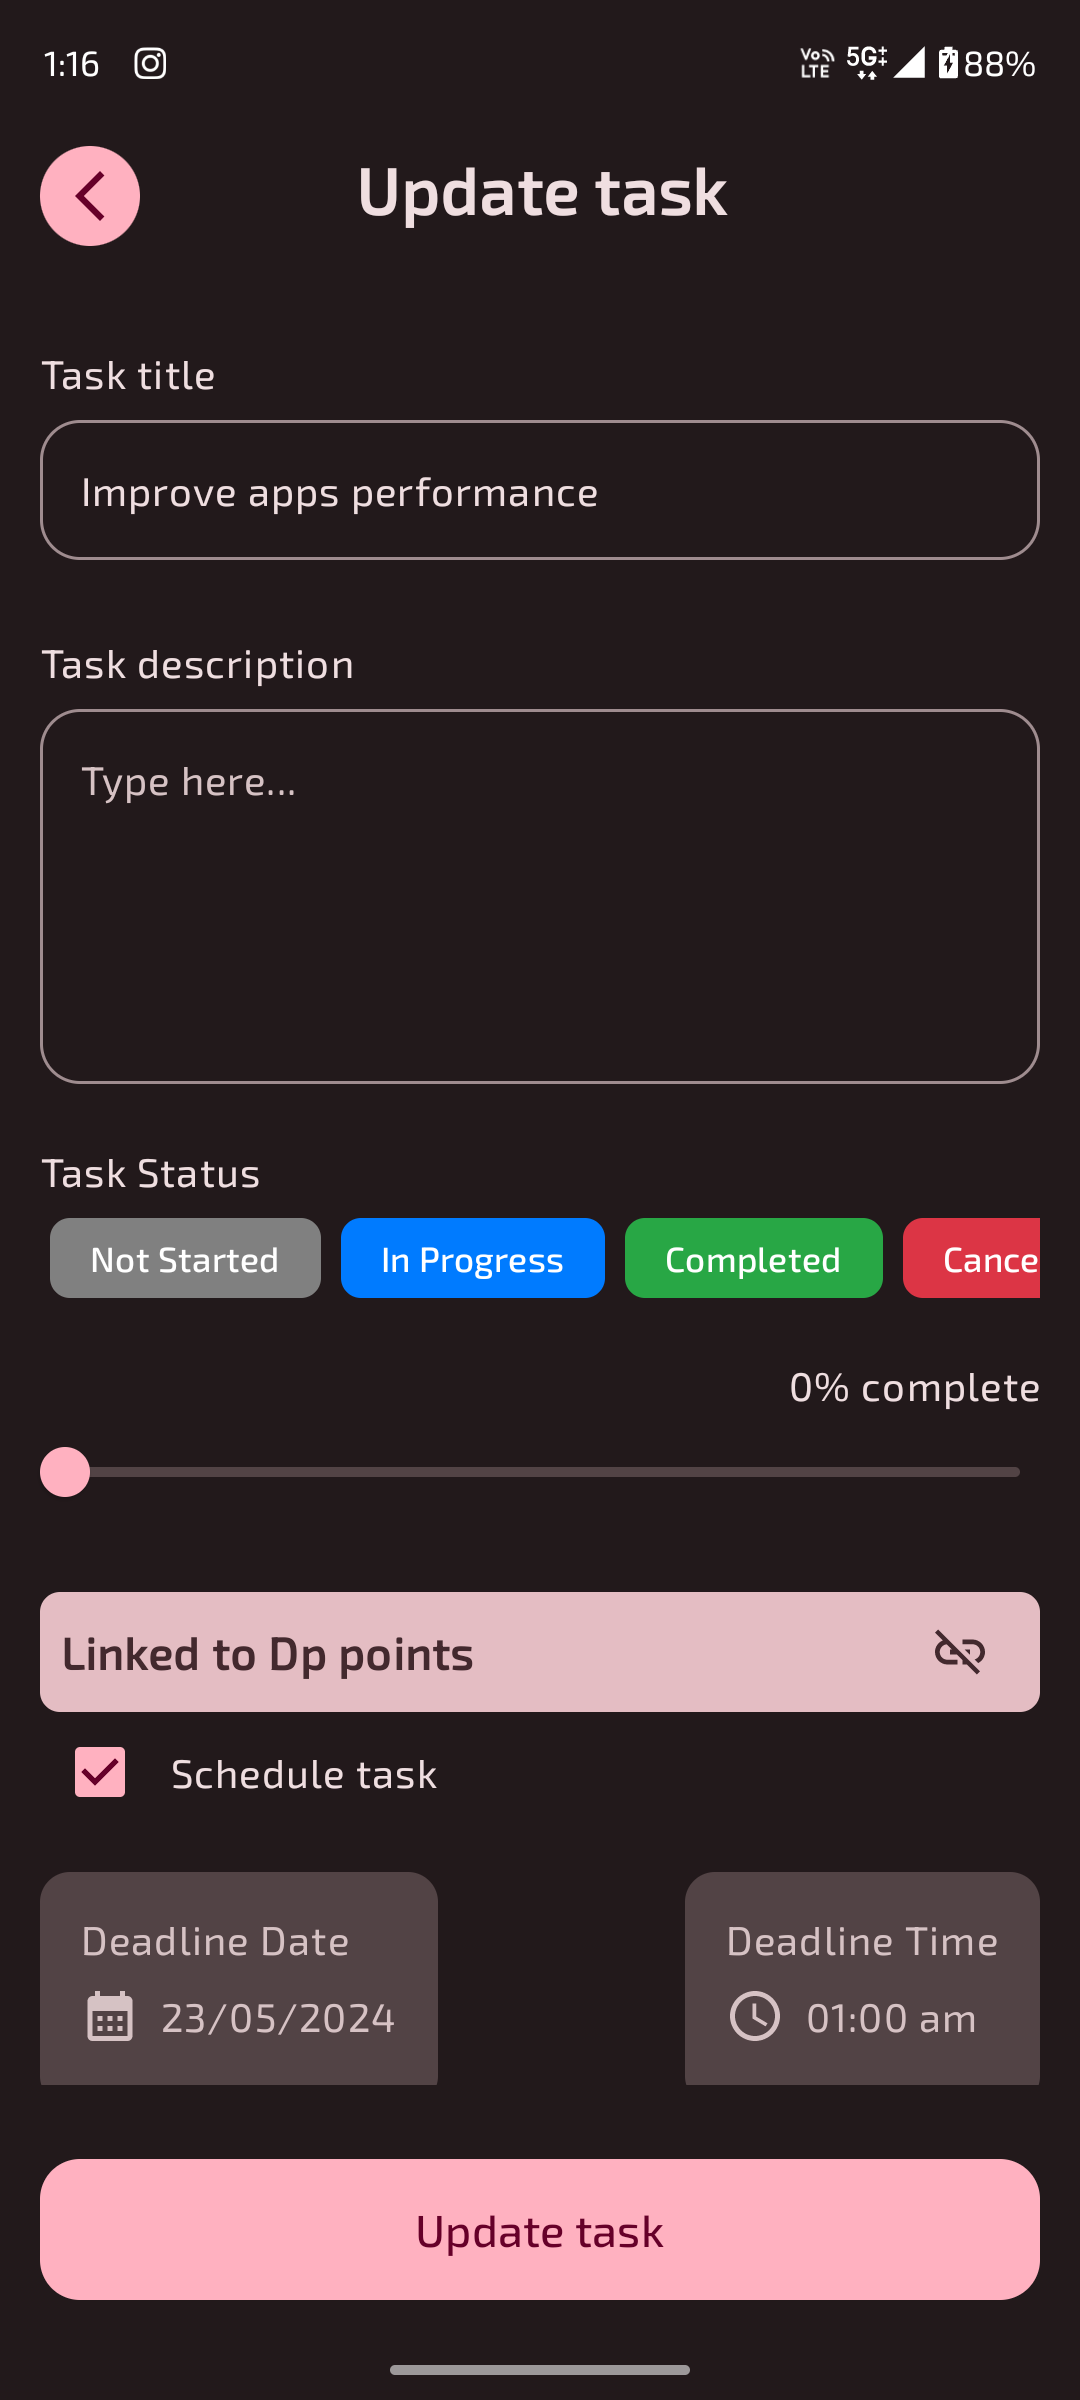 1:16 VoLTE 5G 88%
Update task
Task title
Improve apps performance
Task description
Type here...
Task Status
Not Started In Progress Completed Cance
0% complete
Linked to Dp points
Schedule task
Deadline Date Deadline Time
23/05/2024 01:00 am
Update task